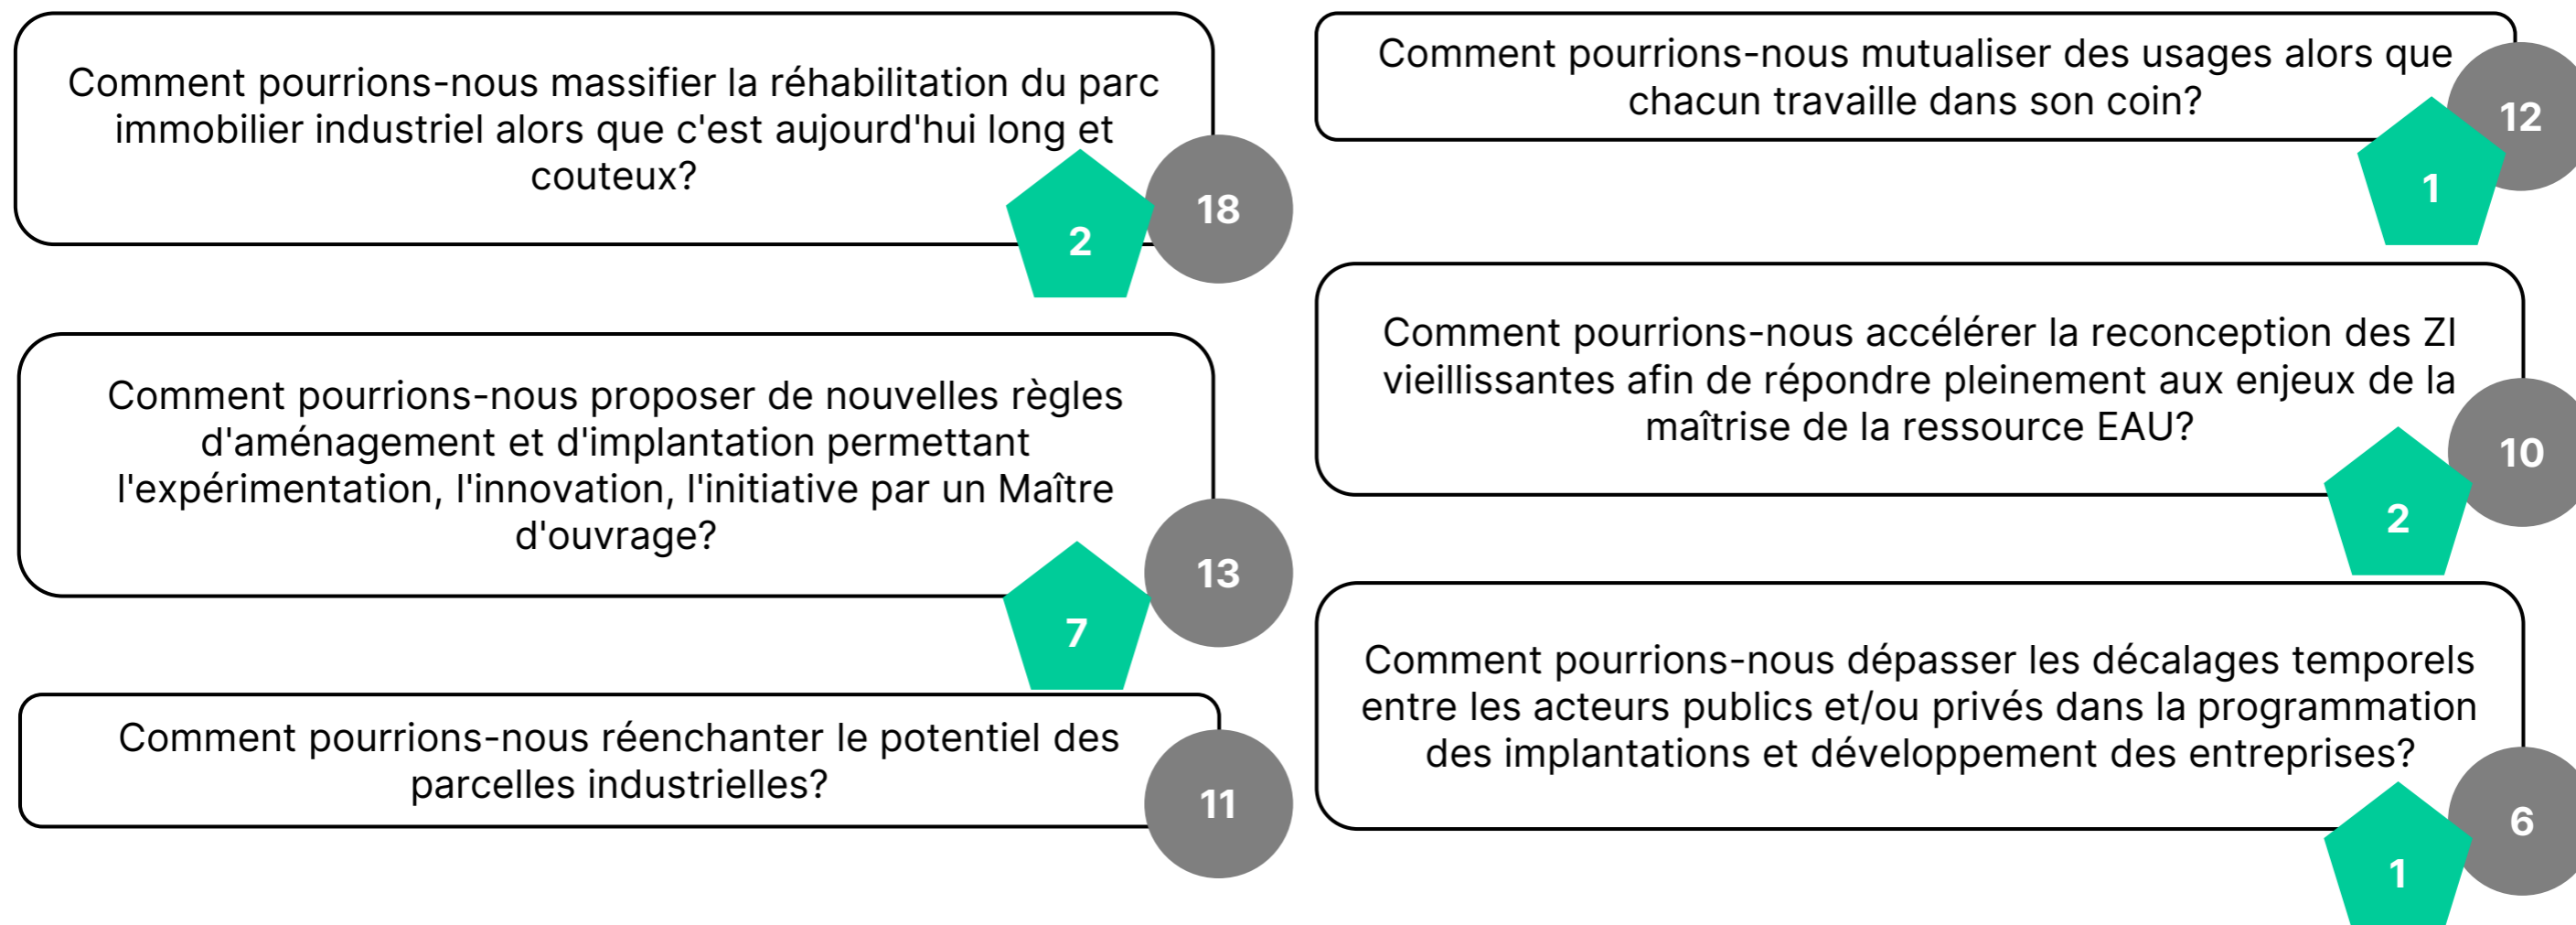 Comment pourrions-nous massifier la réhabilitation du parc
immobilier industriel alors que c'est aujourd'hui long et
couteux?
2
18
Comment pourrions-nous proposer de nouvelles règles
d'aménagement et d'implantation permettant
l'expérimentation, l'innovation, l'initiative par un Maître
d'ouvrage?
7
13
Comment pourrions-nous réenchanter le potentiel des
parcelles industrielles?
11
Comment pourrions-nous mutualiser des usages alors que
chacun travaille dans son coin?
12
1
Comment pourrions-nous accélérer la reconception des ZI
vieillissantes afin de répondre pleinement aux enjeux de la
maîtrise de la ressource EAU?
10
2
Comment pourrions-nous dépasser les décalages temporels
entre les acteurs publics et/ou privés dans la programmation
des implantations et développement des entreprises?
6
1